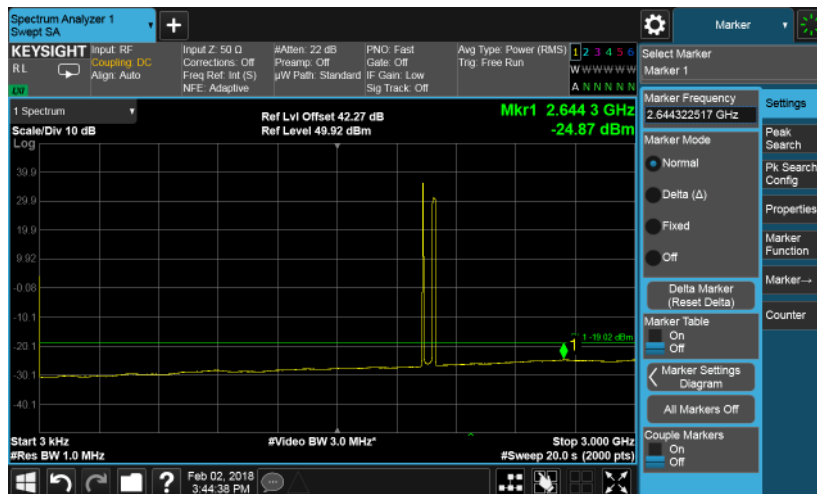 Spectrum Analyzer 1
Swept SA
Marker
KEYSIGHT
RL
LXI
Input: RF
Coupling: DC
Align: Auto
Input Z: 50 Ω
Corrections: Off
Freq Ref: Int (S)
NFE: Adaptive
#Atten: 22 dB
Preamp: Off
µW Path: Standard
PNO: Fast
Gate: Off
IF Gain: Low
Sig Track: Off
Avg Type: Power (RMS)
Trig: Free Run
1 2 3 4 5 6
W W W W W W
A N N N N N
Select Marker
Marker 1
1 Spectrum
Scale/Div 10 dB
Log
Ref Lvl Offset 42.27 dB
Ref Level 49.92 dBm
Mkr1 2.644 3 GHz
-24.87 dBm
39.9
29.9
19.9
9.92
-0.08
-10.1
-20.1
-30.1
-40.1
1 -19.02 dBm
1
Start 3 kHz
#Res BW 1.0 MHz
#Video BW 3.0 MHz*
Stop 3.000 GHz
#Sweep 20.0 s (2000 pts)
Marker Frequency
2.644322517 GHz
Marker Mode
Normal
Delta (Δ)
Fixed
Off
Delta Marker
(Reset Delta)
Marker Table
On
Off
Marker Settings
Diagram
All Markers Off
Couple Markers
On
Off
Settings
Peak
Search
Pk Search
Config
Properties
Marker
Function
Marker→
Counter
?
Feb 02, 2018
3:44:38 PM